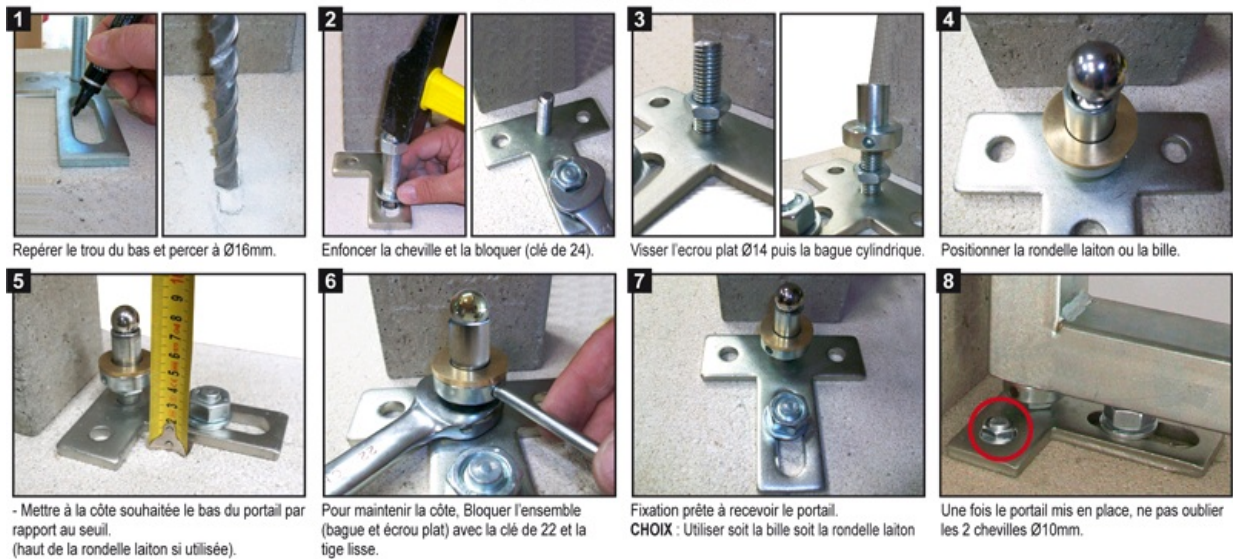 1
2
3
4
Repérer le trou du bas et percer à Ø16mm.
Enfoncer la cheville et la bloquer (clé de 24).
Visser l'ecrou plat Ø14 puis la bague cylindrique.
Positionner la rondelle laiton ou la bille.
5
6
7
8
- Mettre à la côte souhaitée le bas du portail par
rapport au seuil.
(haut de la rondelle laiton si utilisée).
Pour maintenir la côte, Bloquer l'ensemble
(bague et écrou plat) avec la clé de 22 et la
tige lisse.
Fixation prête à recevoir le portail.
CHOIX : Utiliser soit la bille soit la rondelle laiton
Une fois le portail mis en place, ne pas oublier
les 2 chevilles Ø10mm.